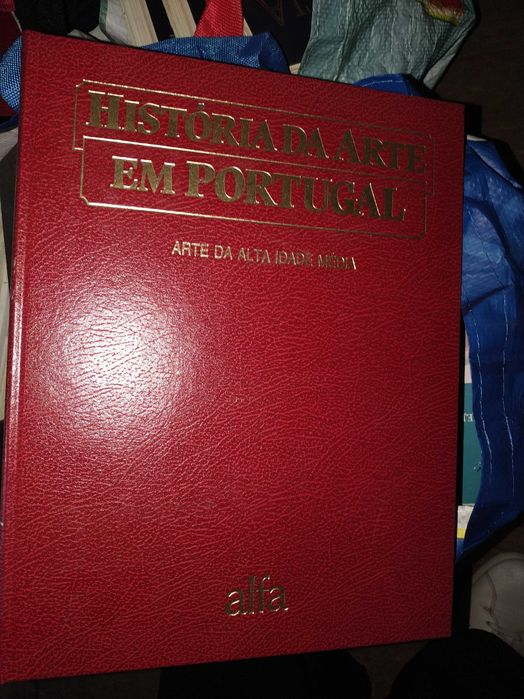 HISTÓRIA DA ARTE
EM PORTUGAL
ARTE DA ALTA IDADE MÉDIA
alfa